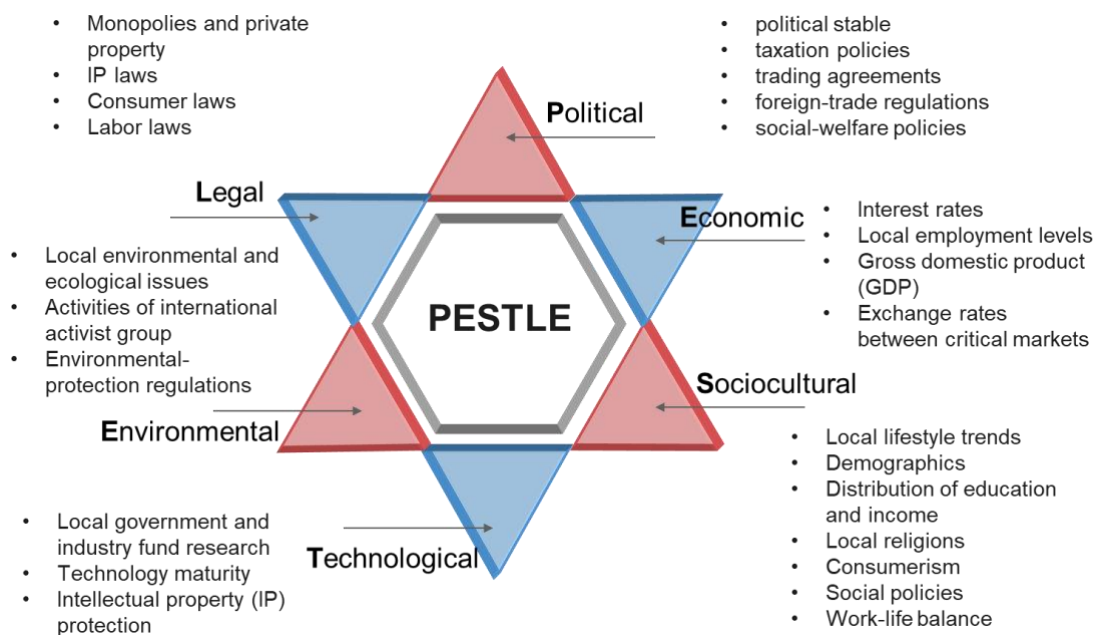 • Monopolies and private
property
• IP laws
• Consumer laws
• Labor laws
Political
• political stable
• taxation policies
• trading agreements
• foreign-trade regulations
• social-welfare policies
Legal
Economic
• Interest rates
• Local employment levels
• Gross domestic product
(GDP)
• Exchange rates
between critical markets
• Local environmental and
ecological issues
• Activities of international
activist group
• Environmental-
protection regulations
PESTLE
Environmental
Sociocultural
• Local lifestyle trends
• Demographics
• Distribution of education
and income
• Local religions
• Consumerism
• Social policies
• Work-life balance
• Local government and
industry fund research
• Technology maturity
• Intellectual property (IP)
protection
Technological